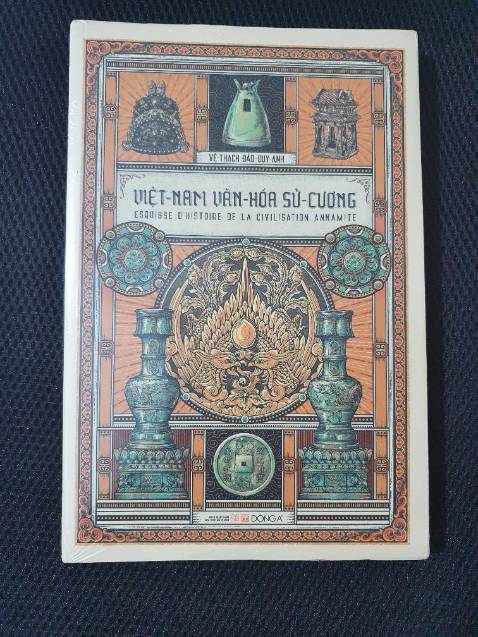 VỆ THẠCH ĐÀO-DUY-ANH
VIỆT-NAM VĂN-HÓA SỬ-CƯƠNG
ESQUISSE D'HISTOIRE DE LA CIVILISATION ANNAMITE
ĐÔNG A